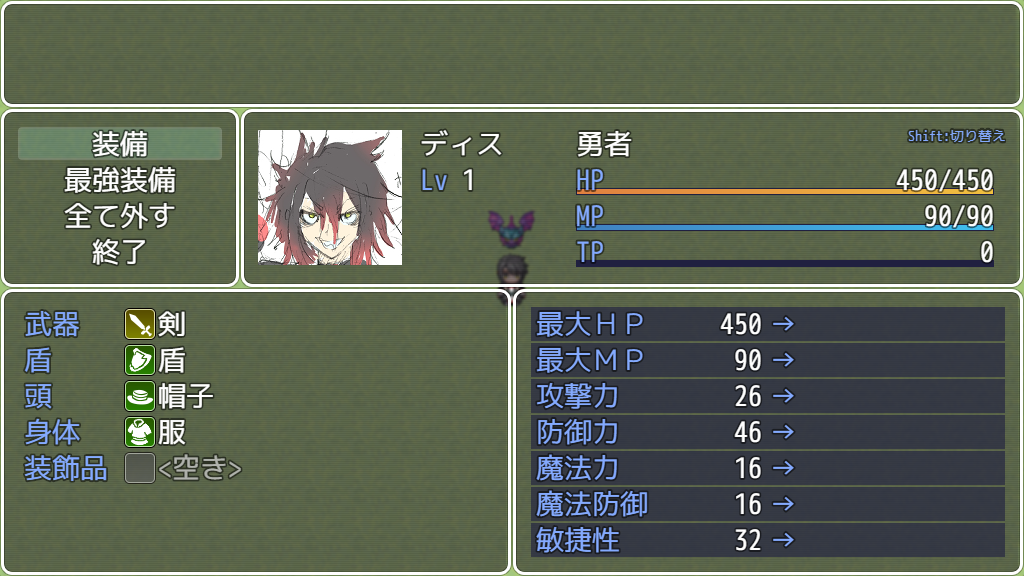 装備
最強装備
全て外す
終了
ディス
Lv 1
勇者
Shift:切り替え
HP 450/450
MP 90/90
TP 0
武器 剣
盾 盾
頭 帽子
身体 服
装飾品 <空き>
最大ＨＰ 450 →
最大ＭＰ 90 →
攻撃力 26 →
防御力 46 →
魔法力 16 →
魔法防御 16 →
敏捷性 32 →